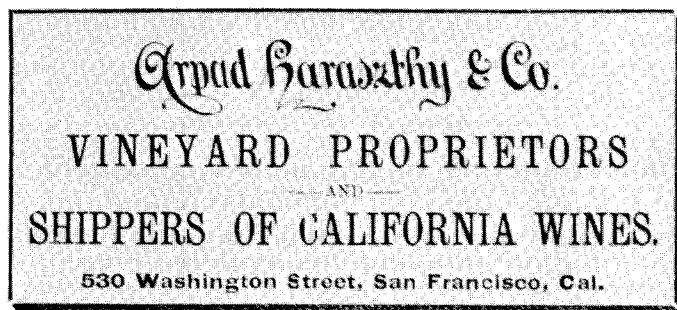 Arpad Haraszthy & Co.
VINEYARD PROPRIETORS
AND
SHIPPERS OF CALIFORNIA WINES.
530 Washington Street, San Francisco, Cal.